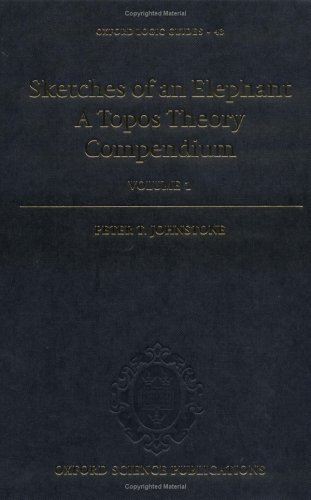 OXFORD LOGIC GUIDES • 43
Sketches of an Elephant
A Topos Theory
Compendium
VOLUME 1
PETER T. JOHNSTONE
OXFORD SCIENCE PUBLICATIONS